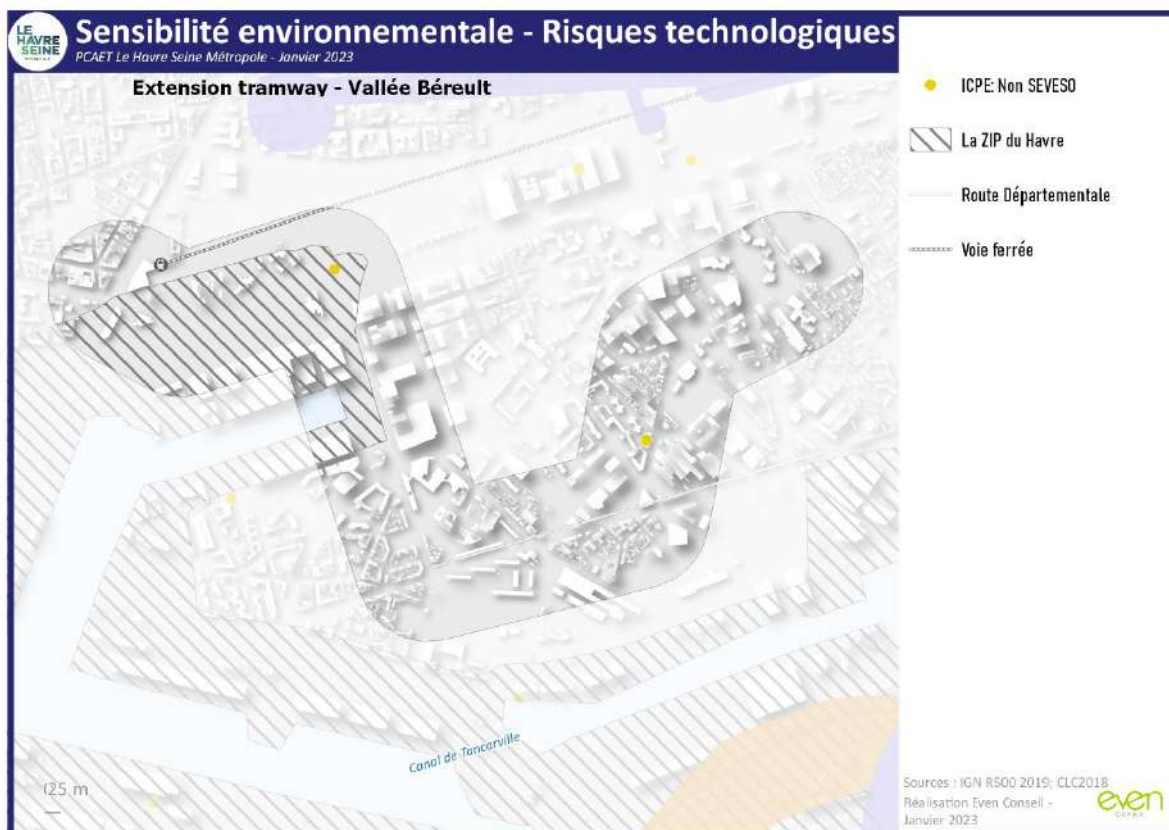 LE
HAVRE
SEINE
Sensibilité environnementale - Risques technologiques
PCAET Le Havre Seine Métropole - Janvier 2023
Extension tramway - Vallée Béreult
ICPE: Non SEVESO
La ZIP du Havre
Route Départementale
Voie ferrée
Canal de Tancarville
25 m
Sources : IGN R500 2019; CLC2018
Réalisation Even Conseil -
Janvier 2023
even